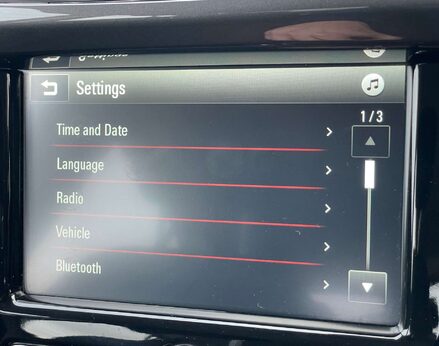 Settings
1/3
Time and Date
Language
Radio
Vehicle
Bluetooth